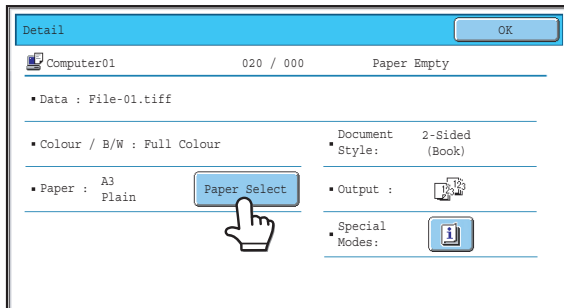 Detail
OK
Computer01 020 / 000 Paper Empty
▪ Data : File-01.tiff
▪ Colour / B/W : Full Colour
▪ Document Style: 2-Sided (Book)
▪ Paper : A3 Plain
Paper Select
▪ Output :
▪ Special Modes: